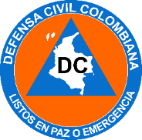 DEFENSA CIVIL COLOMBIANA
DC
LISTOS EN PAZ O EMERGENCIA